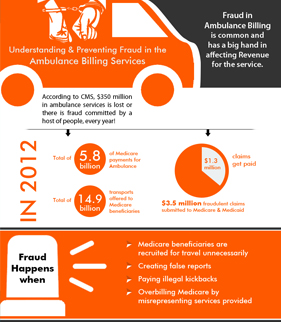 Fraud in
Ambulance Billing
is common and
has a big hand in
affecting Revenue
for the service.
Understanding & Preventing Fraud in the
Ambulance Billing Services
According to CMS, $350 million
in ambulance services is lost or
there is fraud committed by a
host of people, every year!
IN 2012
Total of
5.8
billion
of Medicare
payments for
Ambulance
Total of
14.9
billion
transports
offered to
Medicare
beneficiaries
$1.3
million
claims
get paid
$3.5 million fraudulent claims
submitted to Medicare & Medicaid
Fraud
Happens
when
Medicare beneficiaries are
recruited for travel unnecessarily
Creating false reports
Paying illegal kickbacks
Overbilling Medicare by
misrepresenting services provided